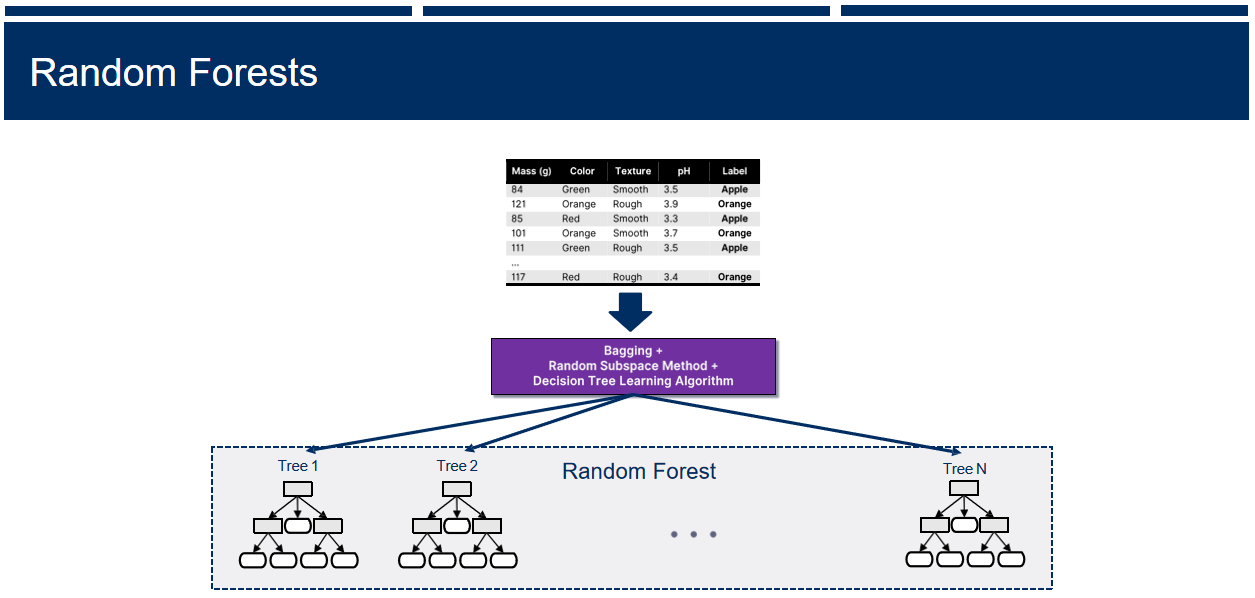 Random Forests
Mass (g) Color Texture pH Label
84 Green Smooth 3.5 Apple
121 Orange Rough 3.9 Orange
85 Red Smooth 3.3 Apple
101 Orange Smooth 3.7 Orange
111 Green Rough 3.5 Apple
...
117 Red Rough 3.4 Orange
Bagging +
Random Subspace Method +
Decision Tree Learning Algorithm
Tree 1 Tree 2 Random Forest Tree N
• • •